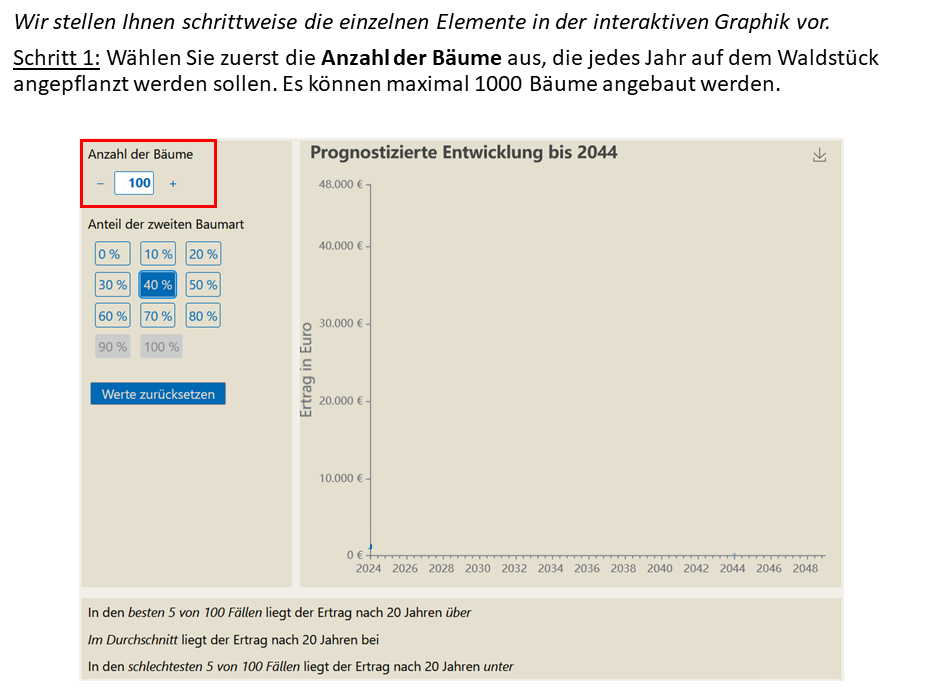 Wir stellen Ihnen schrittweise die einzelnen Elemente in der interaktiven Graphik vor.
Schritt 1: Wählen Sie zuerst die Anzahl der Bäume aus, die jedes Jahr auf dem Waldstück
angepflanzt werden sollen. Es können maximal 1000 Bäume angebaut werden.
Anzahl der Bäume
− 100 +
Anteil der zweiten Baumart
0 % 10 % 20 %
30 % 40 % 50 %
60 % 70 % 80 %
90 % 100 %
Werte zurücksetzen
Prognostizierte Entwicklung bis 2044
Ertrag in Euro
48.000 €
40.000 €
30.000 €
20.000 €
10.000 €
0 €
2024 2026 2028 2030 2032 2034 2036 2038 2040 2042 2044 2046 2048
In den besten 5 von 100 Fällen liegt der Ertrag nach 20 Jahren über
Im Durchschnitt liegt der Ertrag nach 20 Jahren bei
In den schlechtesten 5 von 100 Fällen liegt der Ertrag nach 20 Jahren unter